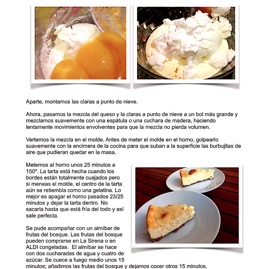 Aparte, montamos las claras a punto de nieve.
Ahora, pasamos la mezcla del queso y la claras a punto de nieve a un bol más grande y
mezclamos suavemente con una espátula o una cuchara de madera, haciendo
lentamente movimientos envolventes para que la mezcla no pierda volumen.
Vertemos la mezcla en el molde. Antes de meter el molde en el horno, golpearlo
suavemente con la encimera de la cocina para que suban a la superficie las burbujitas de
aire que pudieran quedar en la masa.
Metemos al horno unos 25 minutos a
150º. La tarta está hecha cuando los
bordes están totalmente cuajados pero
si meneas el molde, el centro de la tarta
aún se relembla como una gelatina. Lo
mejor es apagar el horno pasados 23/25
minutos y dejar la tarta dentro. No
sacarla hasta que está fría del todo y así
sale perfecta.
Se pude acompañar con un almíbar de
frutas del bosque. Las frutas del bosque
pueden comprarse en La Sirena o en
ALDI congeladas. El almíbar se hace
con dos cucharadas de agua y cuatro de
azúcar. Se cuece a fuego medio unos 15
minutos; añadimos las frutas del bosque y dejamos cocer otros 15 minutos.